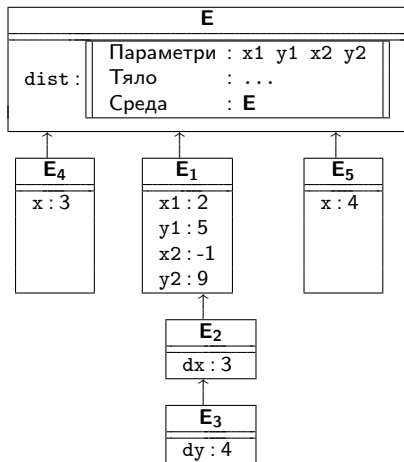 E
dist : Параметри : x1 y1 x2 y2
Тяло : ...
Среда : E
E4 E1 E5
x : 3 x1 : 2 x : 4
y1 : 5
x2 : -1
y2 : 9
E2
dx : 3
E3
dy : 4